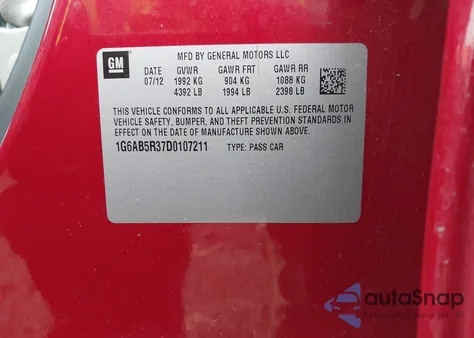 GM
MFD BY GENERAL MOTORS LLC
DATE GVWR GAWR FRT GAWR RR
07/12 1992 KG 904 KG 1088 KG
4392 LB 1994 LB 2398 LB
THIS VEHICLE CONFORMS TO ALL APPLICABLE U.S. FEDERAL MOTOR
VEHICLE SAFETY, BUMPER, AND THEFT PREVENTION STANDARDS IN
EFFECT ON THE DATE OF MANUFACTURE SHOWN ABOVE.
1G6AB5R37D0107211 TYPE: PASS CAR
autoSnap